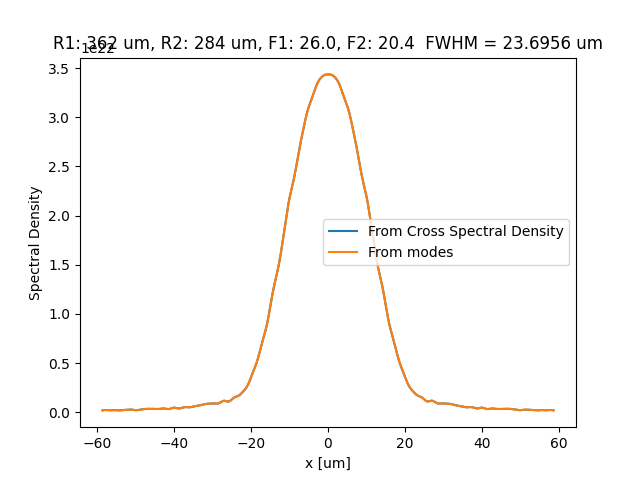 R1: 362 um, R2: 284 um, F1: 26.0, F2: 20.4  FWHM = 23.6956 um
1e22
3.5
3.0
2.5
2.0
1.5
1.0
0.5
0.0
Spectral Density
From Cross Spectral Density
From modes
−60
−40
−20
0
20
40
60
x [um]